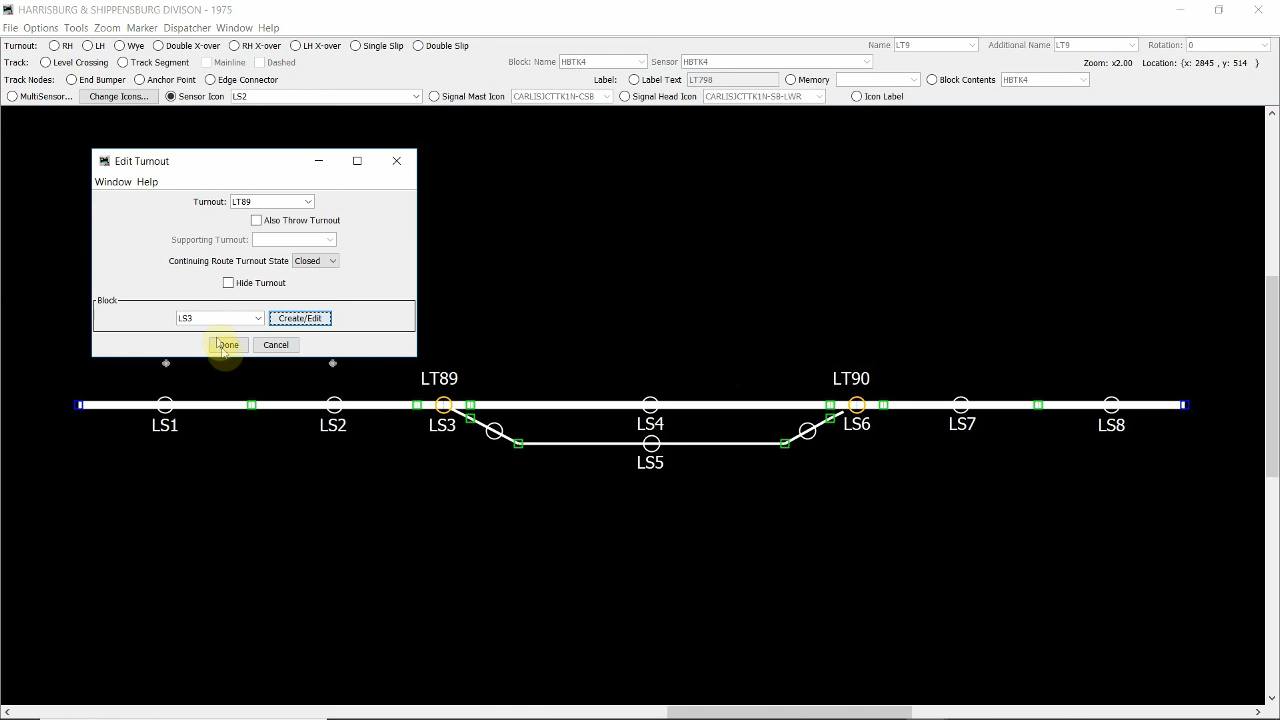 HARRISBURG & SHIPPENSBURG DIVISON - 1975
File Options Tools Zoom Marker Dispatcher Window Help
Turnout: RH LH Wye Double X-over RH X-over LH X-over Single Slip Double Slip Name LT9 Additional Name LT9 Rotation: 0
Track: Level Crossing Track Segment Mainline Dashed Block: Name HBTK4 Sensor HBTK4 Zoom: x2.00 Location: {x: 2845 , y: 514 }
Track Nodes: End Bumper Anchor Point Edge Connector Label: Label Text LT798 Memory Block Contents HBTK4
MultiSensor... Change Icons... Sensor Icon LS2 Signal Mast Icon CARLISJCTTK1N-CSB Signal Head Icon CARLISJCTTK1N-SB-LWR Icon Label
Edit Turnout
Window Help
Turnout: LT89
Also Throw Turnout
Supporting Turnout:
Continuing Route Turnout State Closed
Hide Turnout
Block
LS3 Create/Edit
Done Cancel
LT89 LT90
LS1 LS2 LS3 LS4 LS6 LS7 LS8
LS5